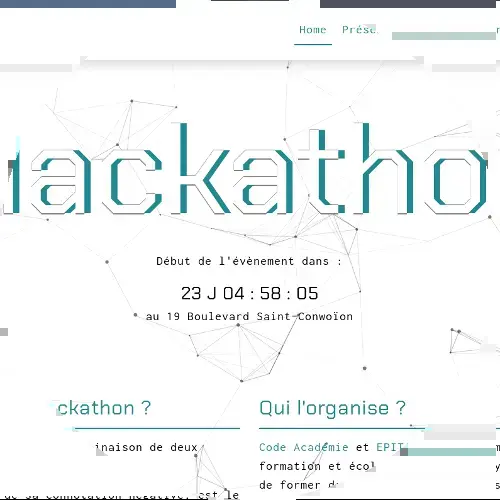 Home Prése
ackatho
Début de l'évènement dans :
23 J 04 : 58 : 05
au 19 Boulevard Saint-Conwoïon
ckathon ?
inaison de deux
de sa connotation négative, est le
Qui l'organise ?
Code Académie et EPIT
formation et écol
de former d